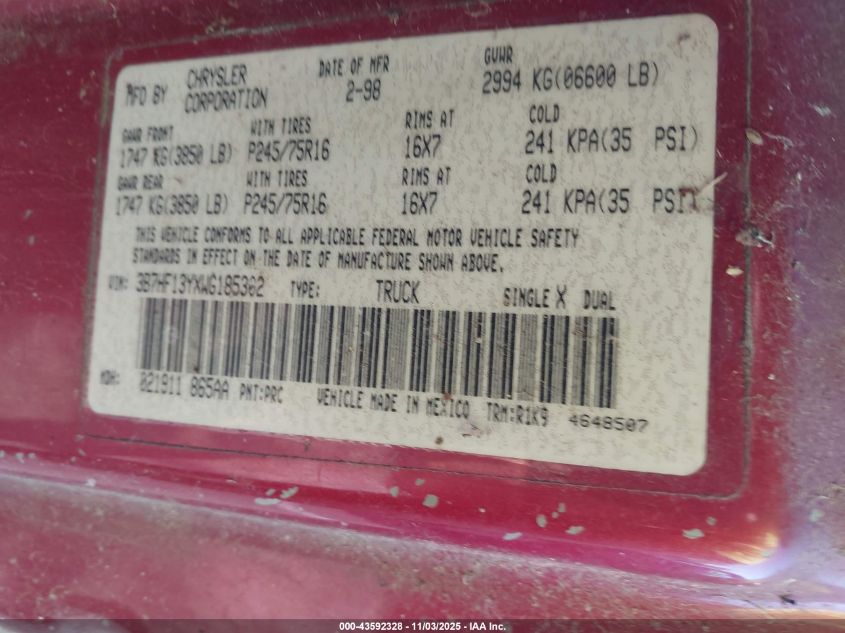 MFD BY CHRYSLER CORPORATION DATE OF MFR 2-98 GVWR 2994 KG(06600 LB)
GAWR FRONT WITH TIRES RIMS AT COLD
1747 KG(3850 LB) P245/75R16 16X7 241 KPA(35 PSI)
GAWR REAR WITH TIRES RIMS AT COLD
1747 KG(3850 LB) P245/75R16 16X7 241 KPA(35 PSI)
THIS VEHICLE CONFORMS TO ALL APPLICABLE FEDERAL MOTOR VEHICLE SAFETY
STANDARDS IN EFFECT ON THE DATE OF MANUFACTURE SHOWN ABOVE.
VIN: 3B7HF13YXWG185302 TYPE: TRUCK SINGLE X DUAL
MDH: 021911 865AA PNT:PRC VEHICLE MADE IN MEXICO TRM:R1K9 4648507
000-43592328 - 11/03/2025 - IAA Inc.